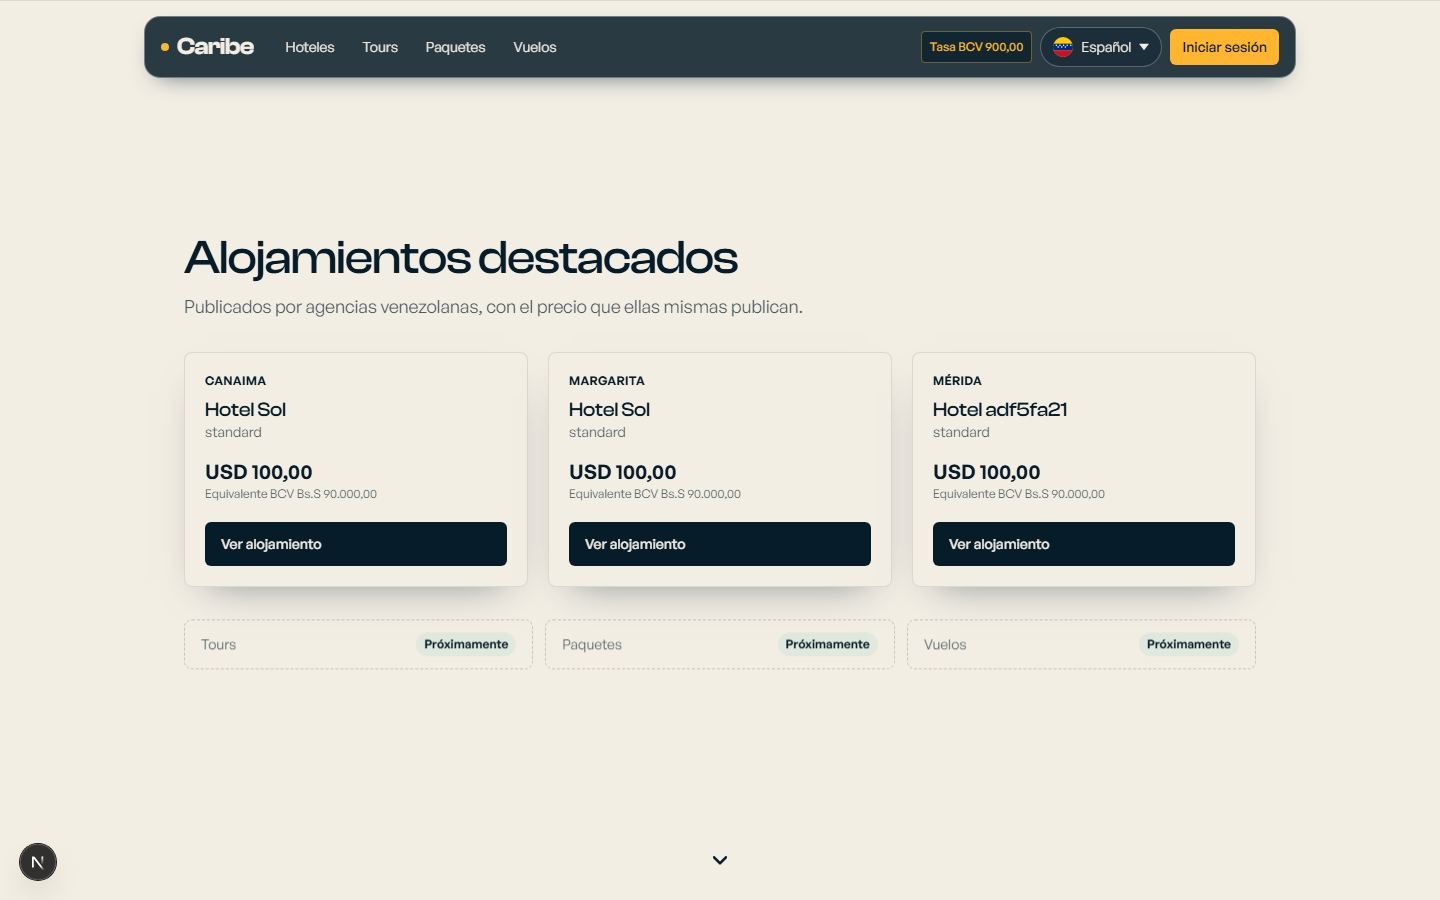 Caribe
Hoteles
Tours
Paquetes
Vuelos
Tasa BCV 900,00
Español
Iniciar sesión
Alojamientos destacados
Publicados por agencias venezolanas, con el precio que ellas mismas publican.
CANAIMA
Hotel Sol
standard
USD 100,00
Equivalente BCV Bs.S 90.000,00
Ver alojamiento
MARGARITA
Hotel Sol
standard
USD 100,00
Equivalente BCV Bs.S 90.000,00
Ver alojamiento
MÉRIDA
Hotel adf5fa21
standard
USD 100,00
Equivalente BCV Bs.S 90.000,00
Ver alojamiento
Tours
Próximamente
Paquetes
Próximamente
Vuelos
Próximamente
N